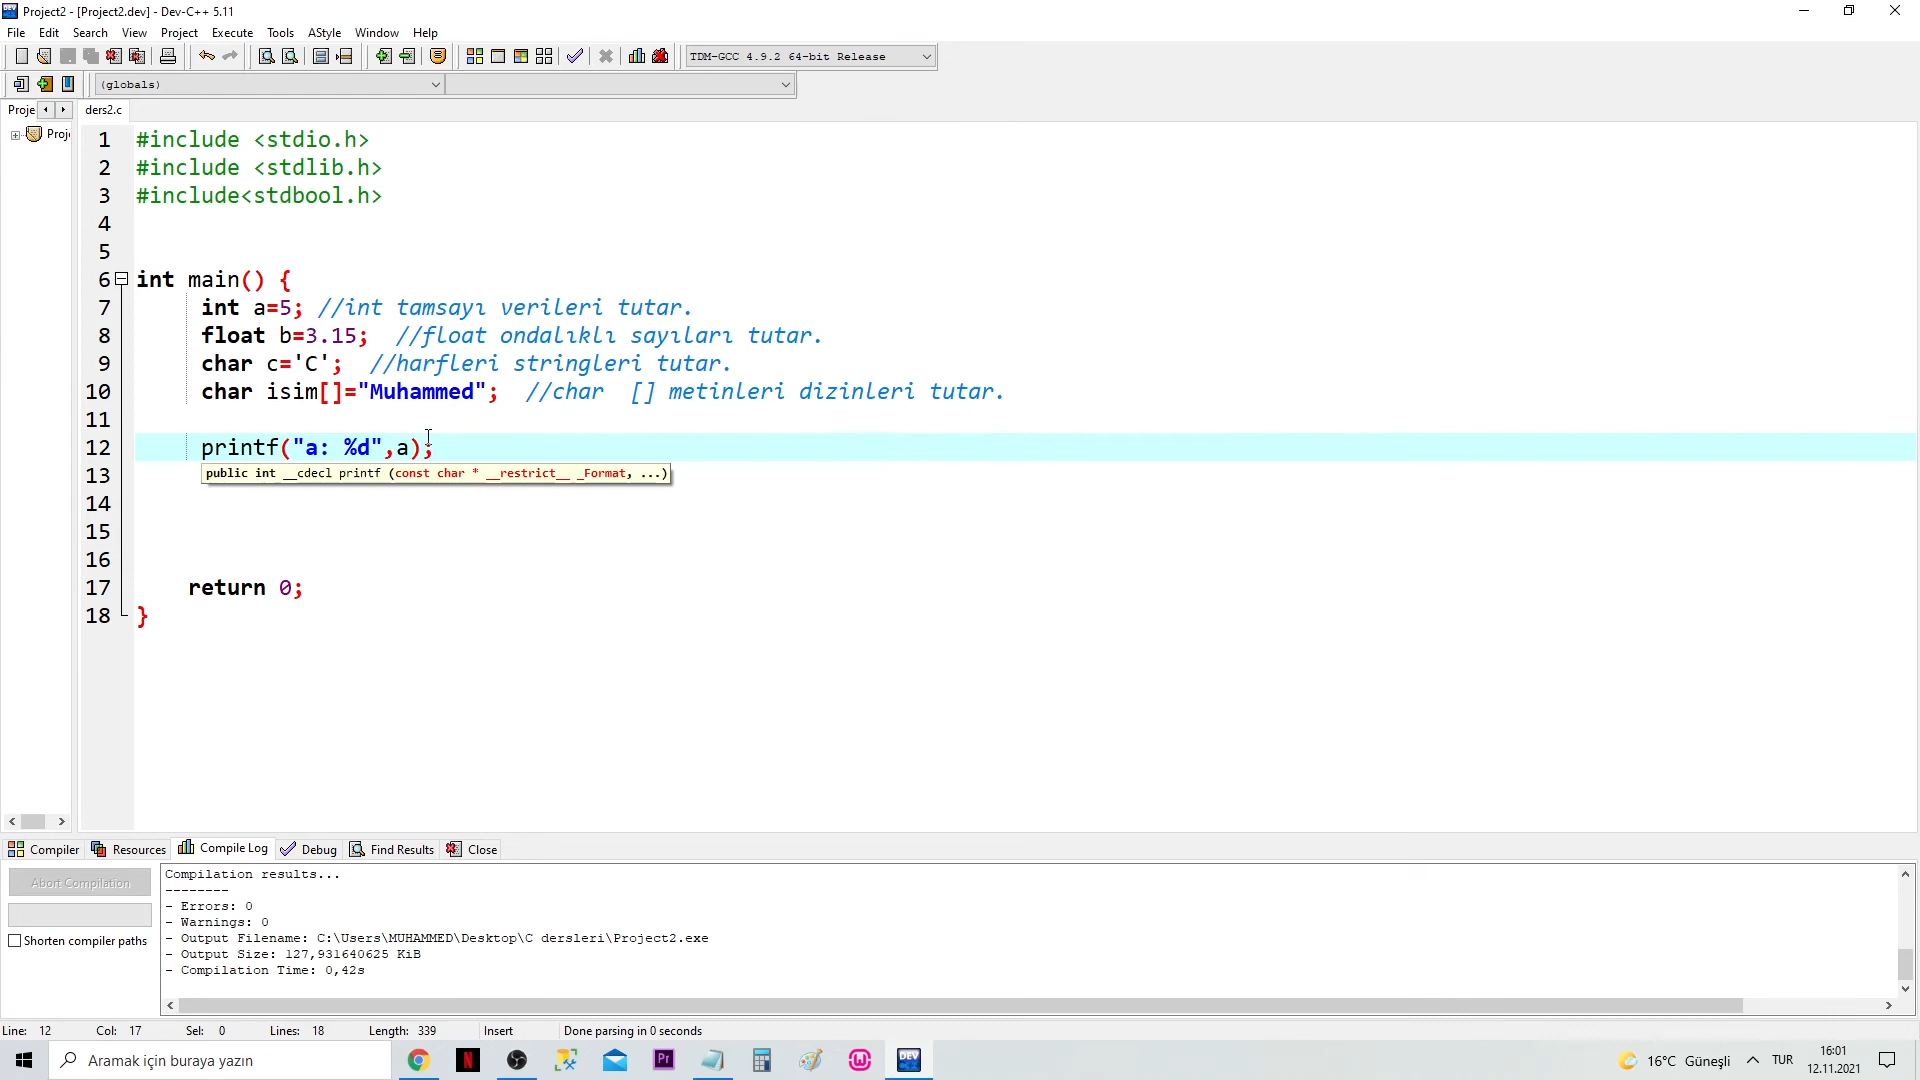 Project2 - [Project2.dev] - Dev-C++ 5.11
File Edit Search View Project Execute Tools AStyle Window Help
TDM-GCC 4.9.2 64-bit Release
(globals)
Proje ders2.c
Proj
1 #include <stdio.h>
2 #include <stdlib.h>
3 #include<stdbool.h>
4
5
6 int main() {
7 int a=5; //int tamsayı verileri tutar.
8 float b=3.15; //float ondalıklı sayıları tutar.
9 char c='C'; //harfleri stringleri tutar.
10 char isim[]="Muhammed"; //char [] metinleri dizinleri tutar.
11
12 printf("a: %d",a);
public int __cdecl printf (const char * __restrict__ _Format, ...)
13
14
15
16
17 return 0;
18 }
Compiler Resources Compile Log Debug Find Results Close
Abort Compilation
Shorten compiler paths
Compilation results...
--------
- Errors: 0
- Warnings: 0
- Output Filename: C:\Users\MUHAMMED\Desktop\C dersleri\Project2.exe
- Output Size: 127,931640625 KiB
- Compilation Time: 0,42s
Line: 12 Col: 17 Sel: 0 Lines: 18 Length: 339 Insert Done parsing in 0 seconds
Aramak için buraya yazın
N
Pr
DEV
16°C Güneşli
TUR
16:01
12.11.2021